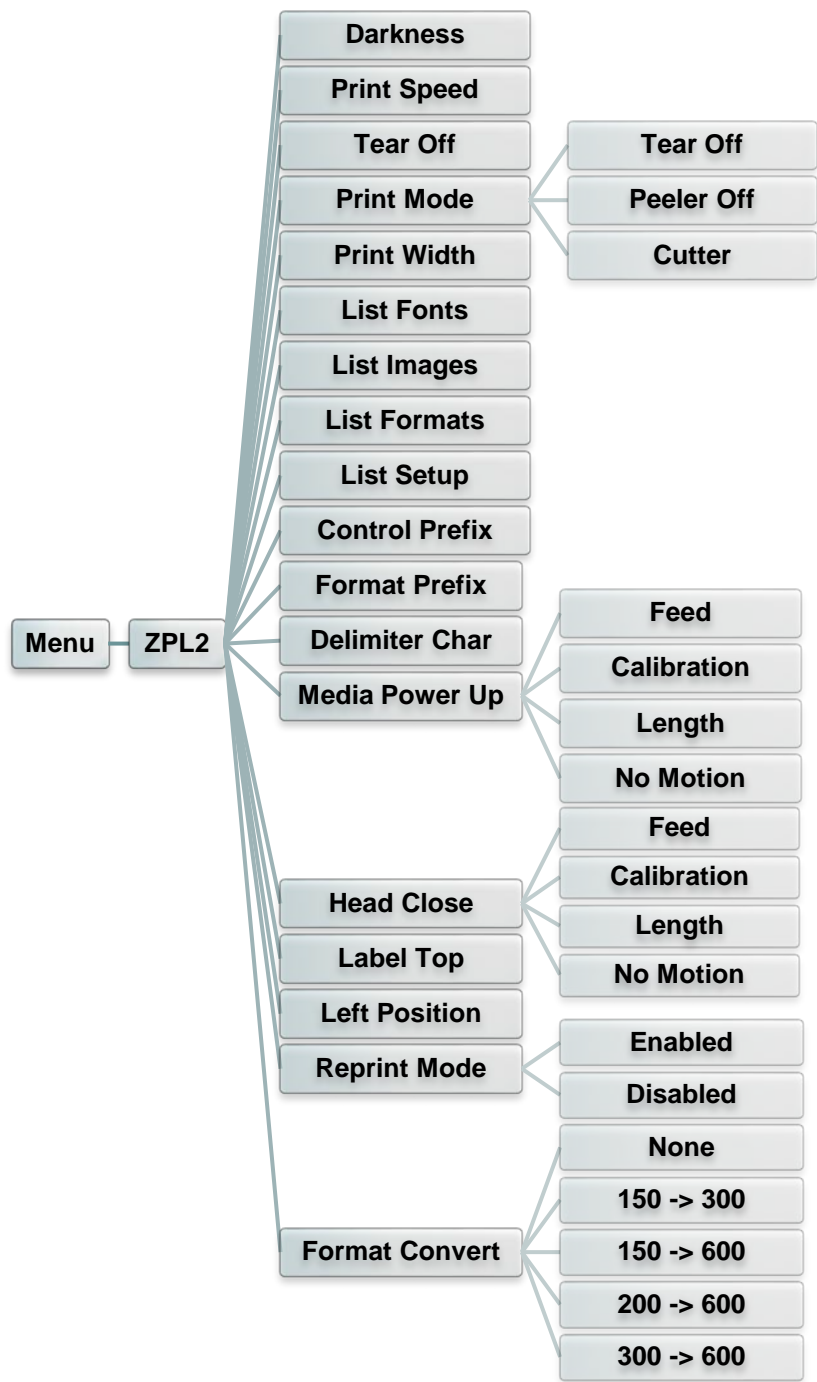 Menu
ZPL2
Darkness
Print Speed
Tear Off
Print Mode
Tear Off
Peeler Off
Cutter
Print Width
List Fonts
List Images
List Formats
List Setup
Control Prefix
Format Prefix
Delimiter Char
Media Power Up
Feed
Calibration
Length
No Motion
Head Close
Feed
Calibration
Length
No Motion
Label Top
Left Position
Reprint Mode
Enabled
Disabled
Format Convert
None
150 -> 300
150 -> 600
200 -> 600
300 -> 600